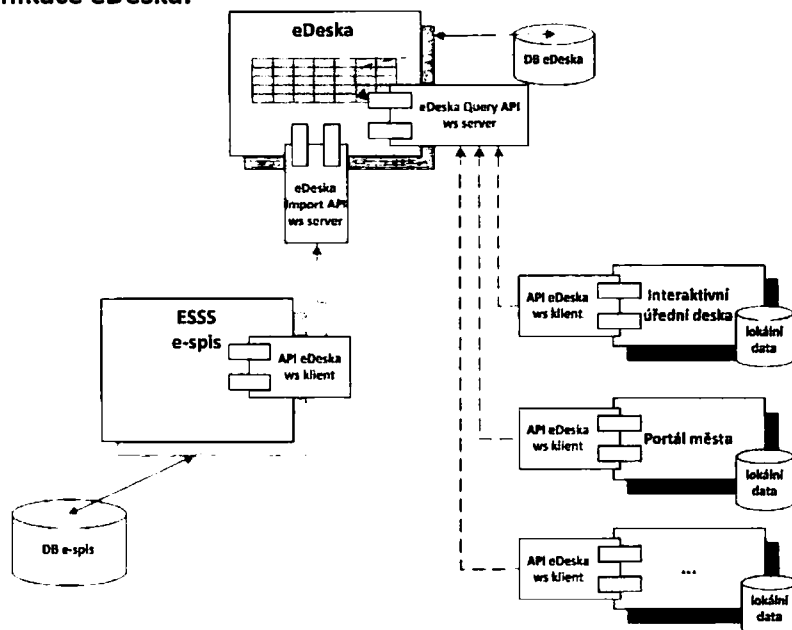 eDeska
DB eDeska
eDeska Query API
ws server
eDeska
Import API
ws server
ESSS
e-spis
API eDeska
ws klient
DB e-spis
API eDeska
ws klient
Interaktivní
úřední deska
lokální
data
API eDeska
ws klient
Portál města
lokální
data
API eDeska
ws klient
...
lokální
data